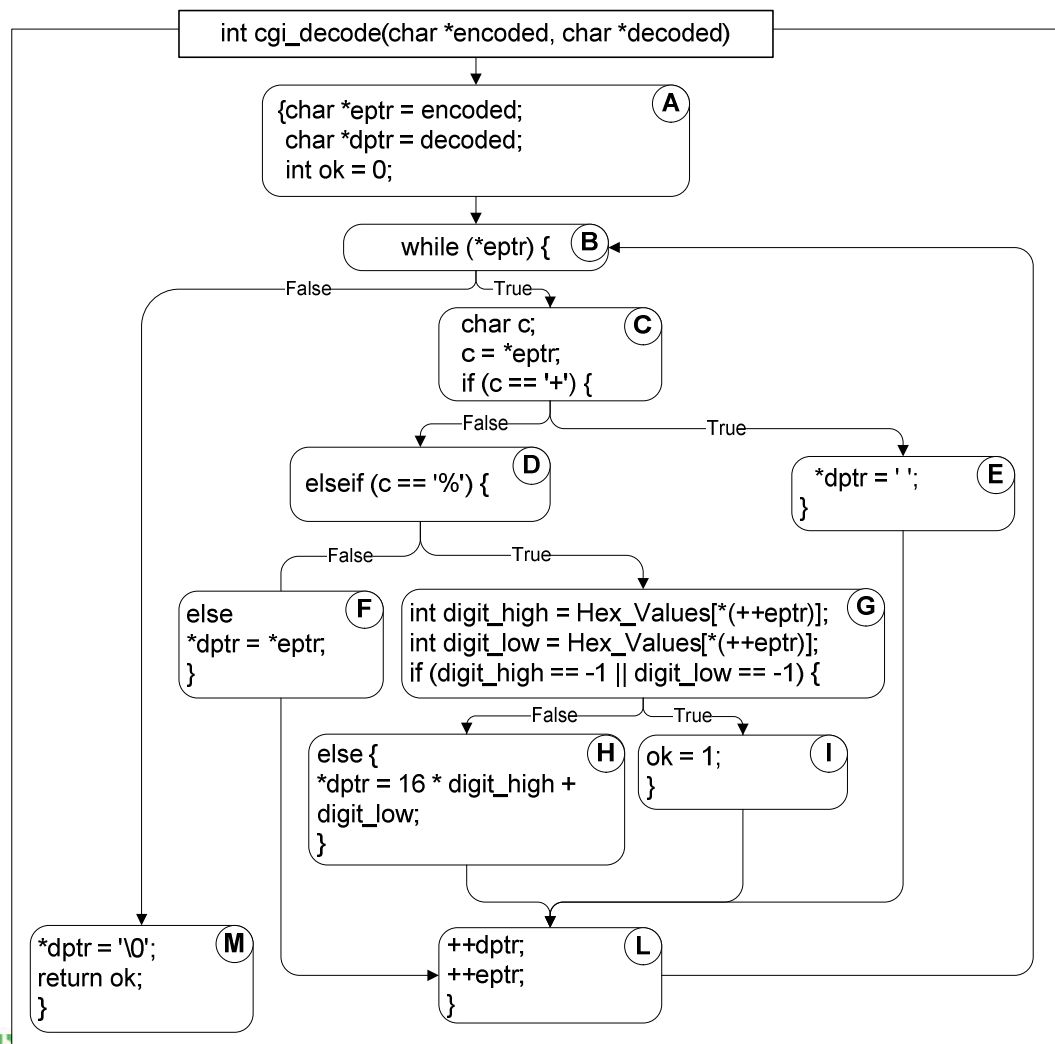 int cgi_decode(char *encoded, char *decoded)
A
{char *eptr = encoded;
char *dptr = decoded;
int ok = 0;
while (*eptr) {
B
False
True
C
char c;
c = *eptr;
if (c == '+') {
False
True
D
elseif (c == '%') {
E
*dptr = ' ';
}
False
True
F
else
*dptr = *eptr;
}
G
int digit_high = Hex_Values[*(++eptr)];
int digit_low = Hex_Values[*(++eptr)];
if (digit_high == -1 || digit_low == -1) {
False
True
H
else {
*dptr = 16 * digit_high +
digit_low;
}
I
ok = 1;
}
M
*dptr = '\0';
return ok;
}
L
++dptr;
++eptr;
}